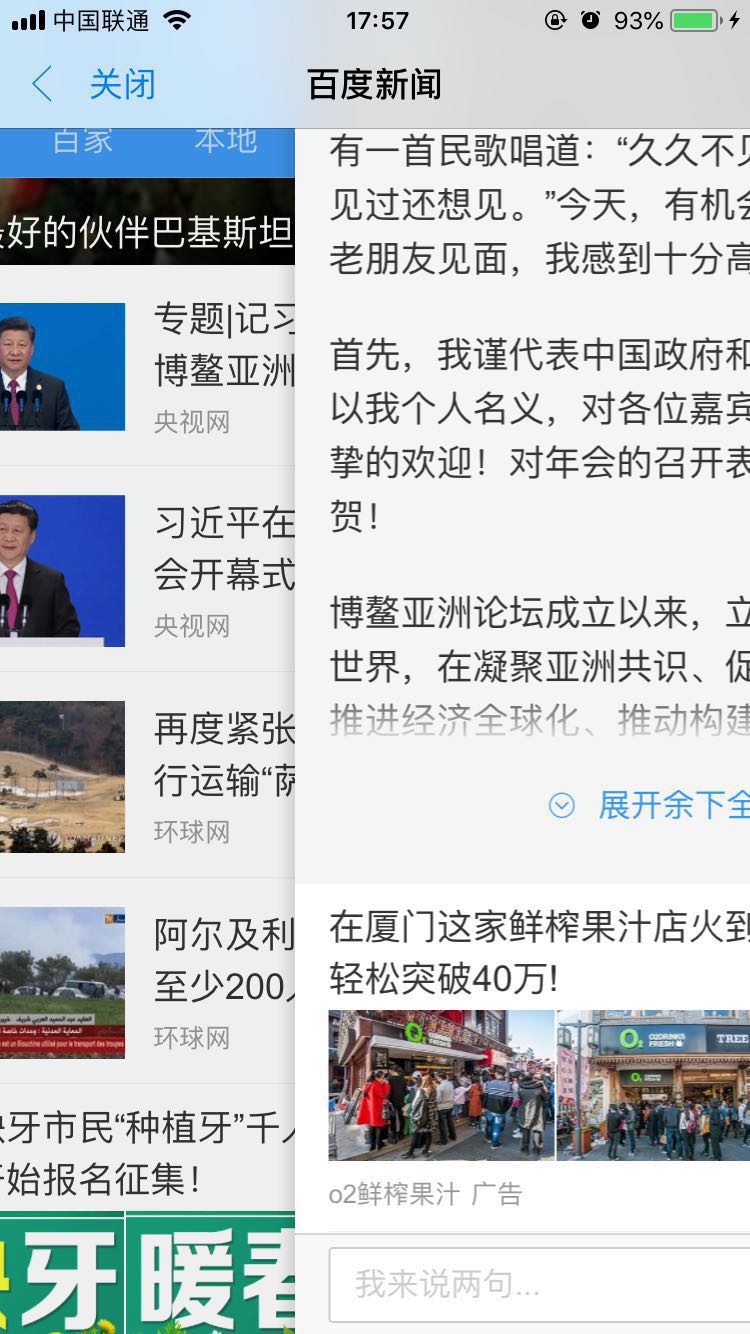 中国联通
17:57
93%
关闭
百度新闻
百家
本地
好的伙伴巴基斯坦
专题|记习
博鳌亚洲
央视网
习近平在
会开幕式
央视网
再度紧张
行运输“萨
环球网
阿尔及利
至少200人
环球网
牙市民“种植牙”千人
始报名征集！
牙
暖春
有一首民歌唱道：“久久不见
见过还想见。”今天，有机会
老朋友见面，我感到十分高
首先，我谨代表中国政府和
以我个人名义，对各位嘉宾
挚的欢迎！对年会的召开表
贺！
博鳌亚洲论坛成立以来，立
世界，在凝聚亚洲共识、促
推进经济全球化、推动构建
展开余下全
在厦门这家鲜榨果汁店火到
轻松突破40万!
O2DRINKS
FRESH
TREE
o2鲜榨果汁 广告
我来说两句...